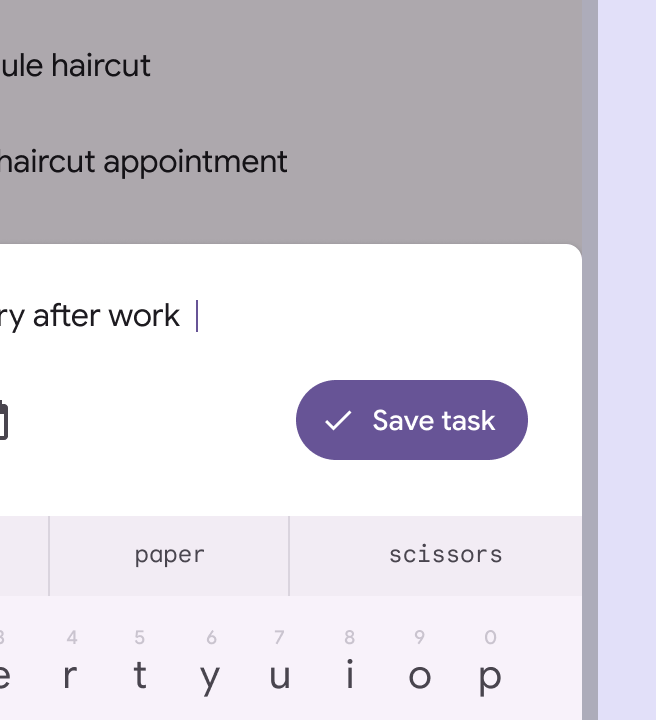 ule haircut
haircut appointment
ry after work
Save task
paper scissors
3 4 5 6 7 8 9 0
e r t y u i o p